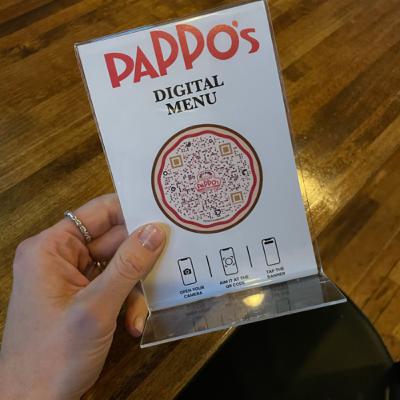 PAPPO's
DIGITAL
MENU
PAPPO's
OPEN YOUR
CAMERA
AIM IT AT THE
QR CODE
TAP THE
BANNER